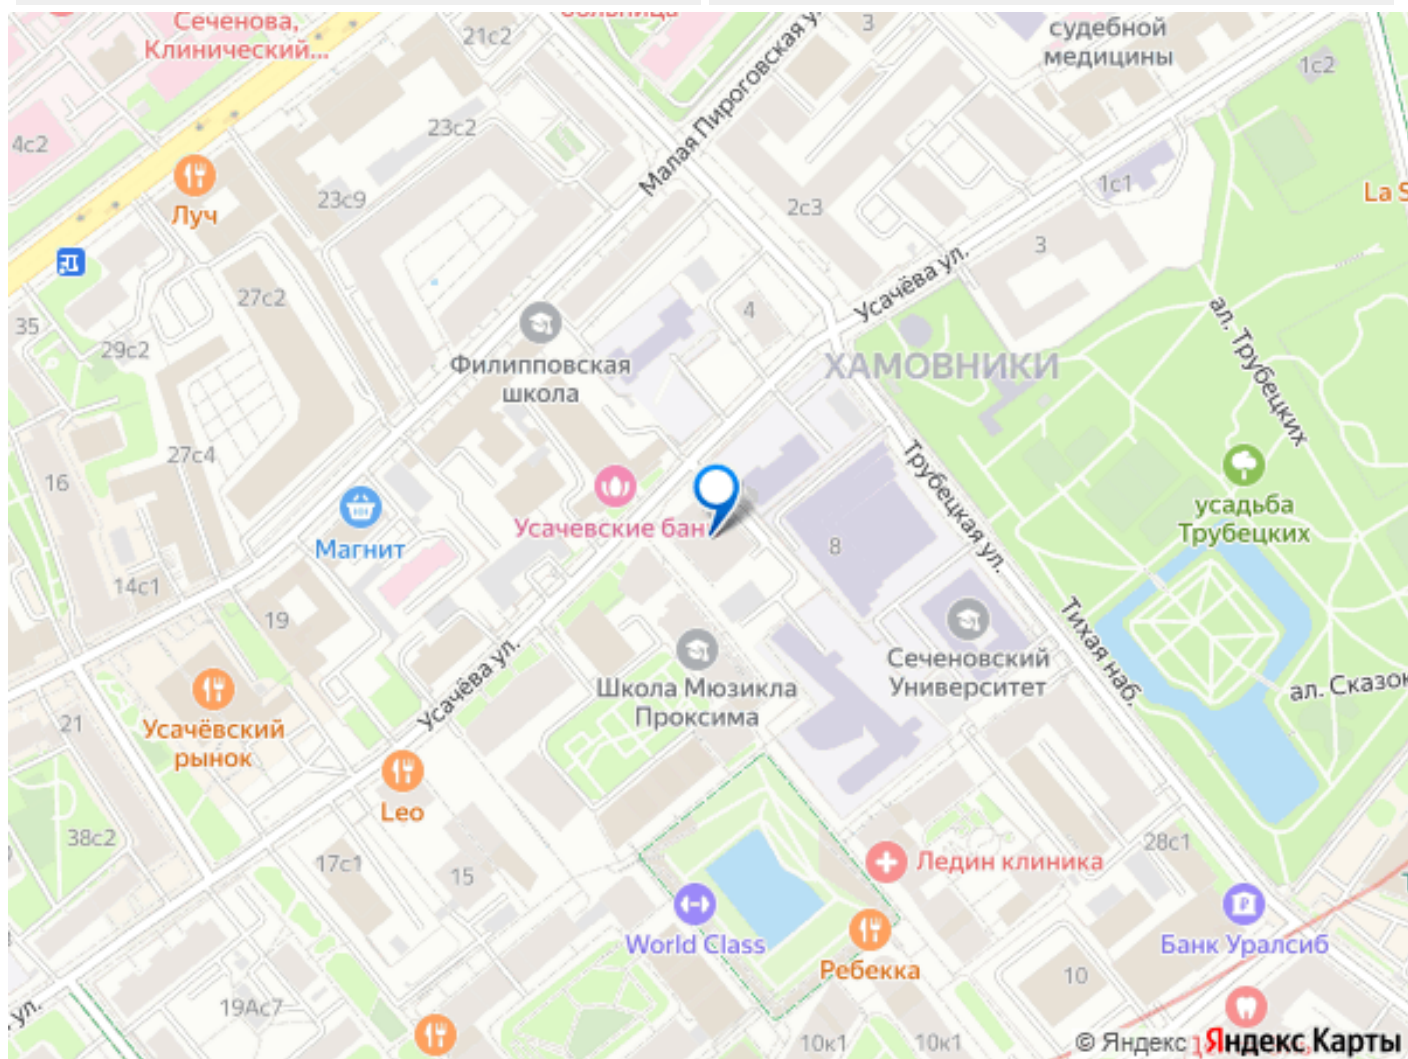 Сеченова,
Клинический...
21с2
больница
3
судебной
медицины
1с2
4с2
23с2
Малая Пироговская у
1с1
La S
Луч
23с9
2с3
3
Усачёва ул.
ал. Трубецких
27с2
4
35
29с2
Филипповская
школа
ХАМОВНИКИ
27с4
16
Трубецкая ул.
усадьба
Трубецких
Усачевские бан
Магнит
8
14с1
19
Тихая наб.
Сеченовский
Университет
Усачёва ул.
Школа Мюзикла
Проксима
ал. Сказок
21
Усачёвский
рынок
Leo
38с2
17с1
15
28с1
Ледин клиника
World Class
Ребекка
Банк Уралсиб
10
19Ас7
ул.
10к1
10к1
© Яндекс Яндекс Карты